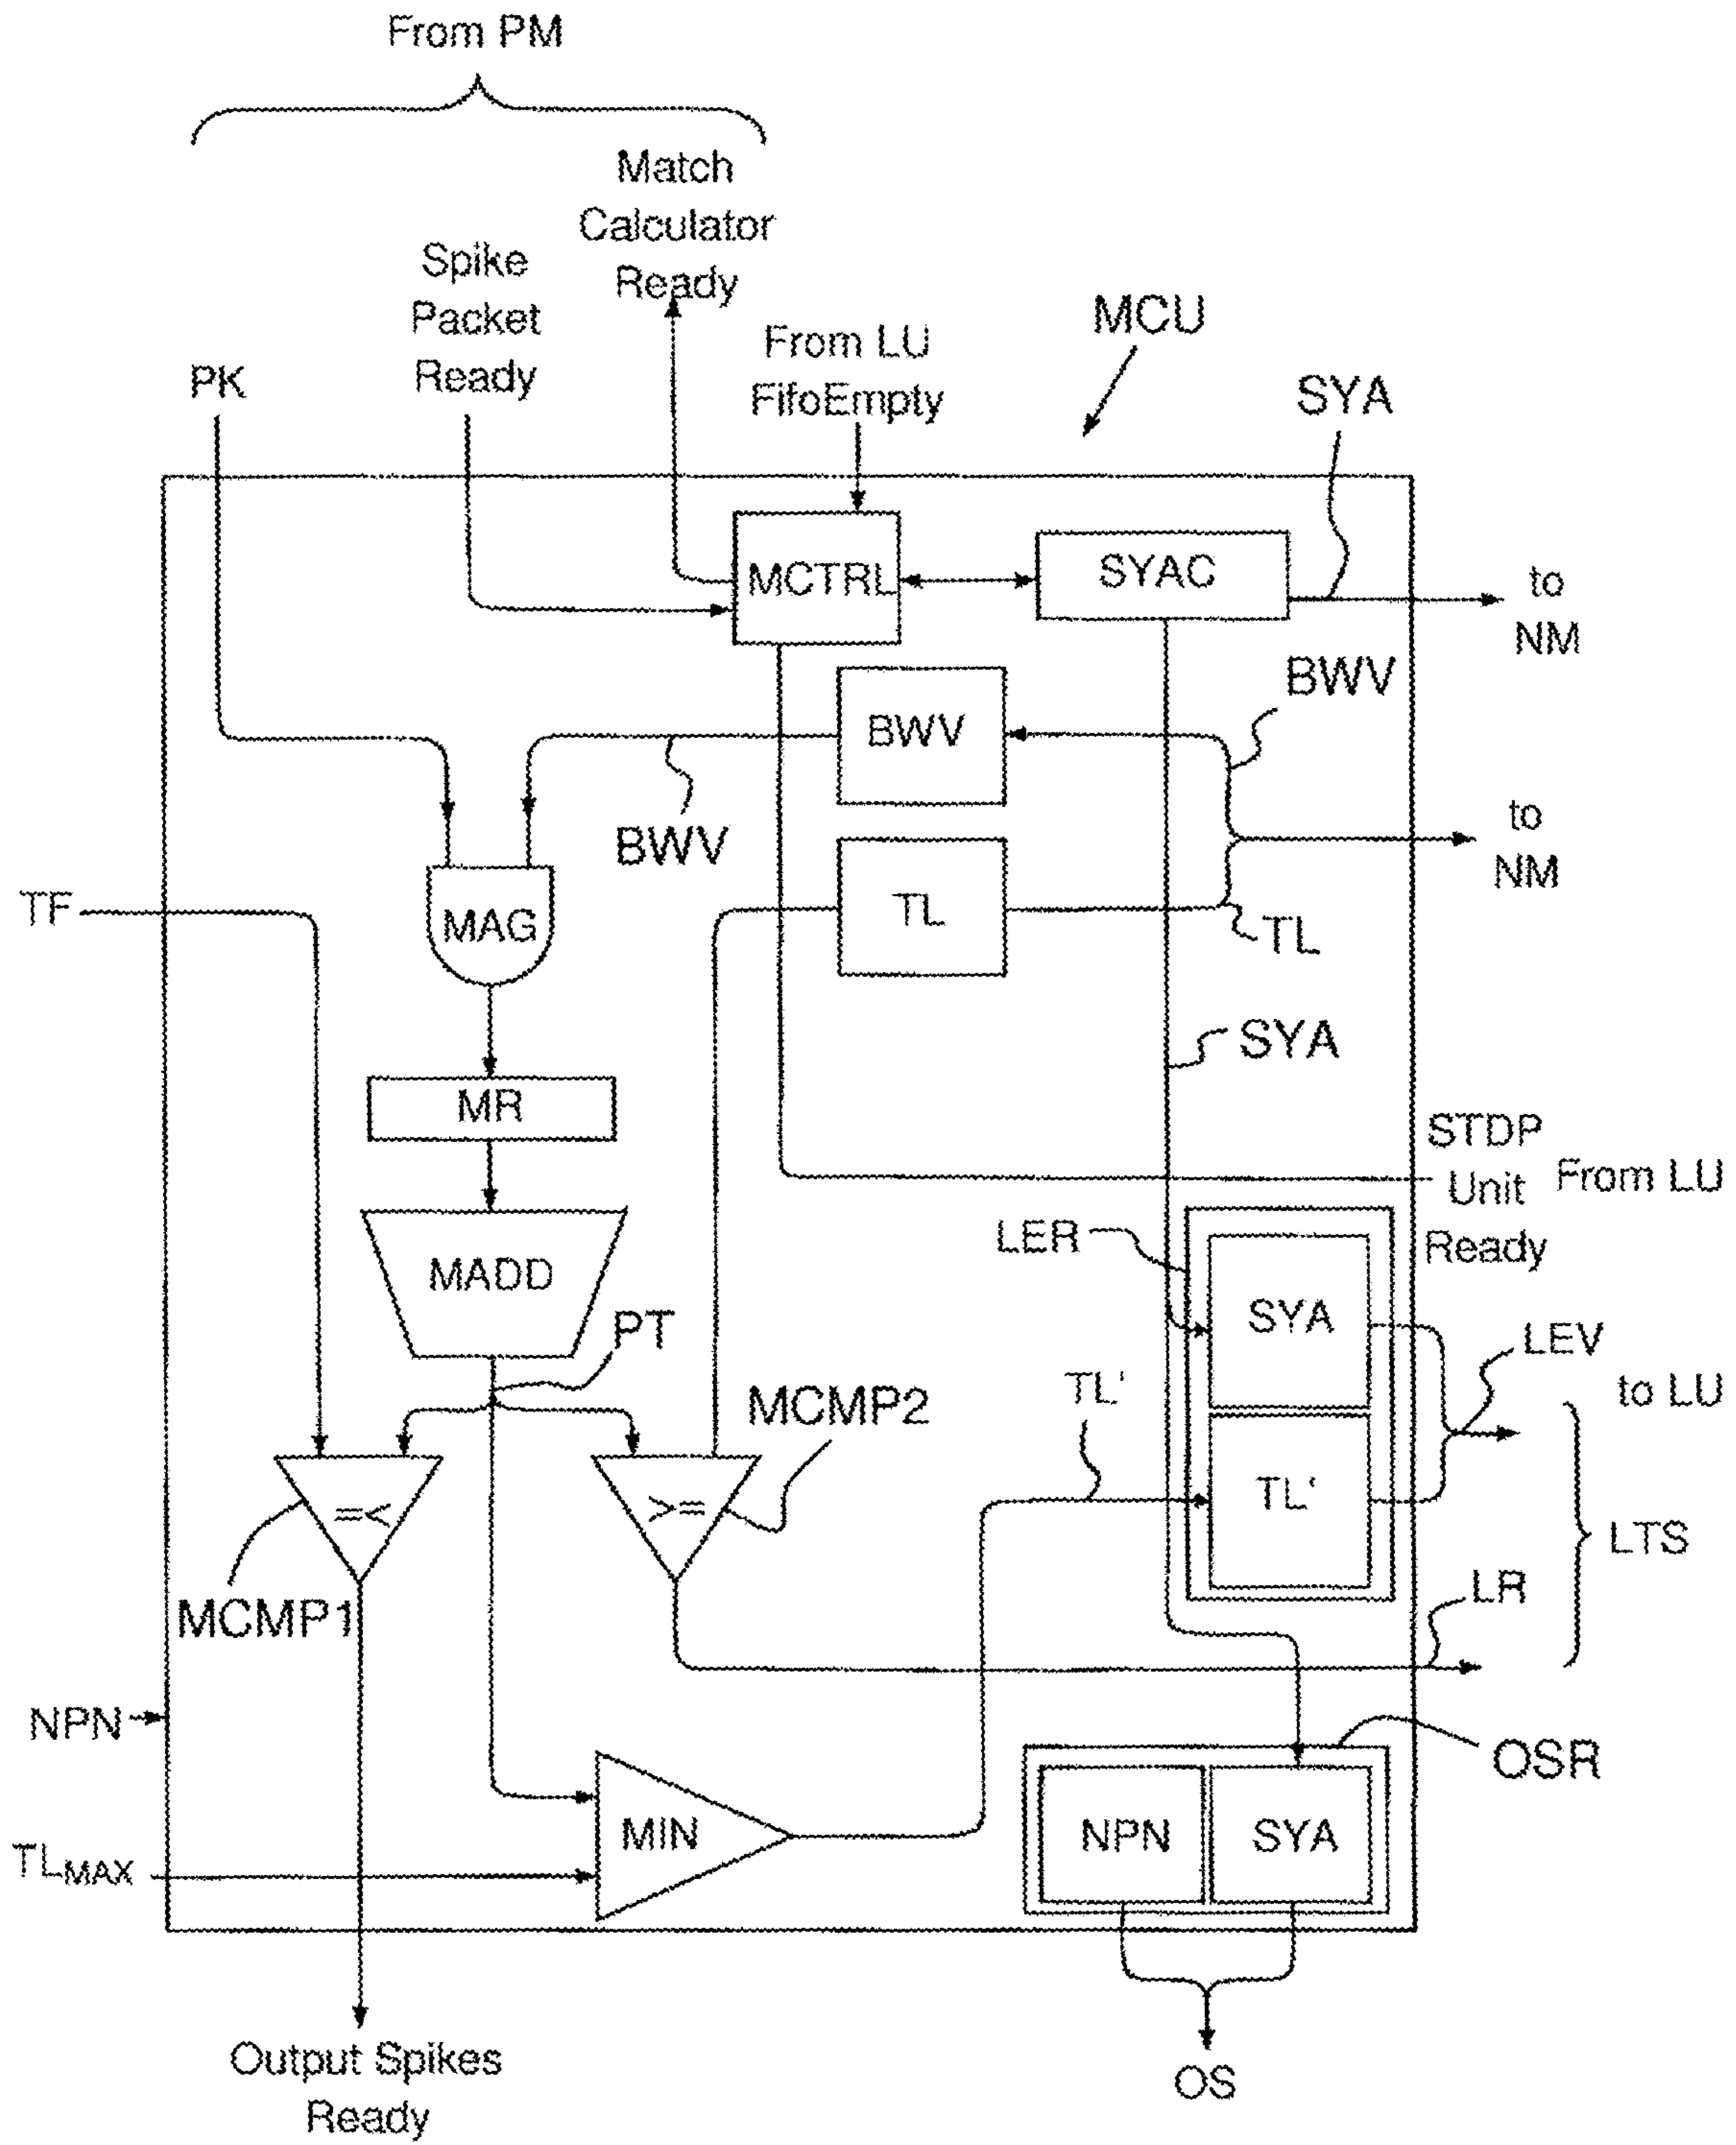 From PM
Match
Calculator
Ready
Spike
Packet
Ready
PK
From LU
FifoEmpty
MCU
SYA
MCTRL
SYAC
to
NM
BWV
BWV
BWV
to
NM
TF
MAG
TL
TL
SYA
MR
STDP
Unit
Ready
From LU
LER
MADD
SYA
PT
LEV
to LU
TL'
MCMP2
=<
>=
TL'
LTS
MCMP1
LR
NPN
OSR
MIN
NPN
SYA
TLMAX
Output Spikes
Ready
OS